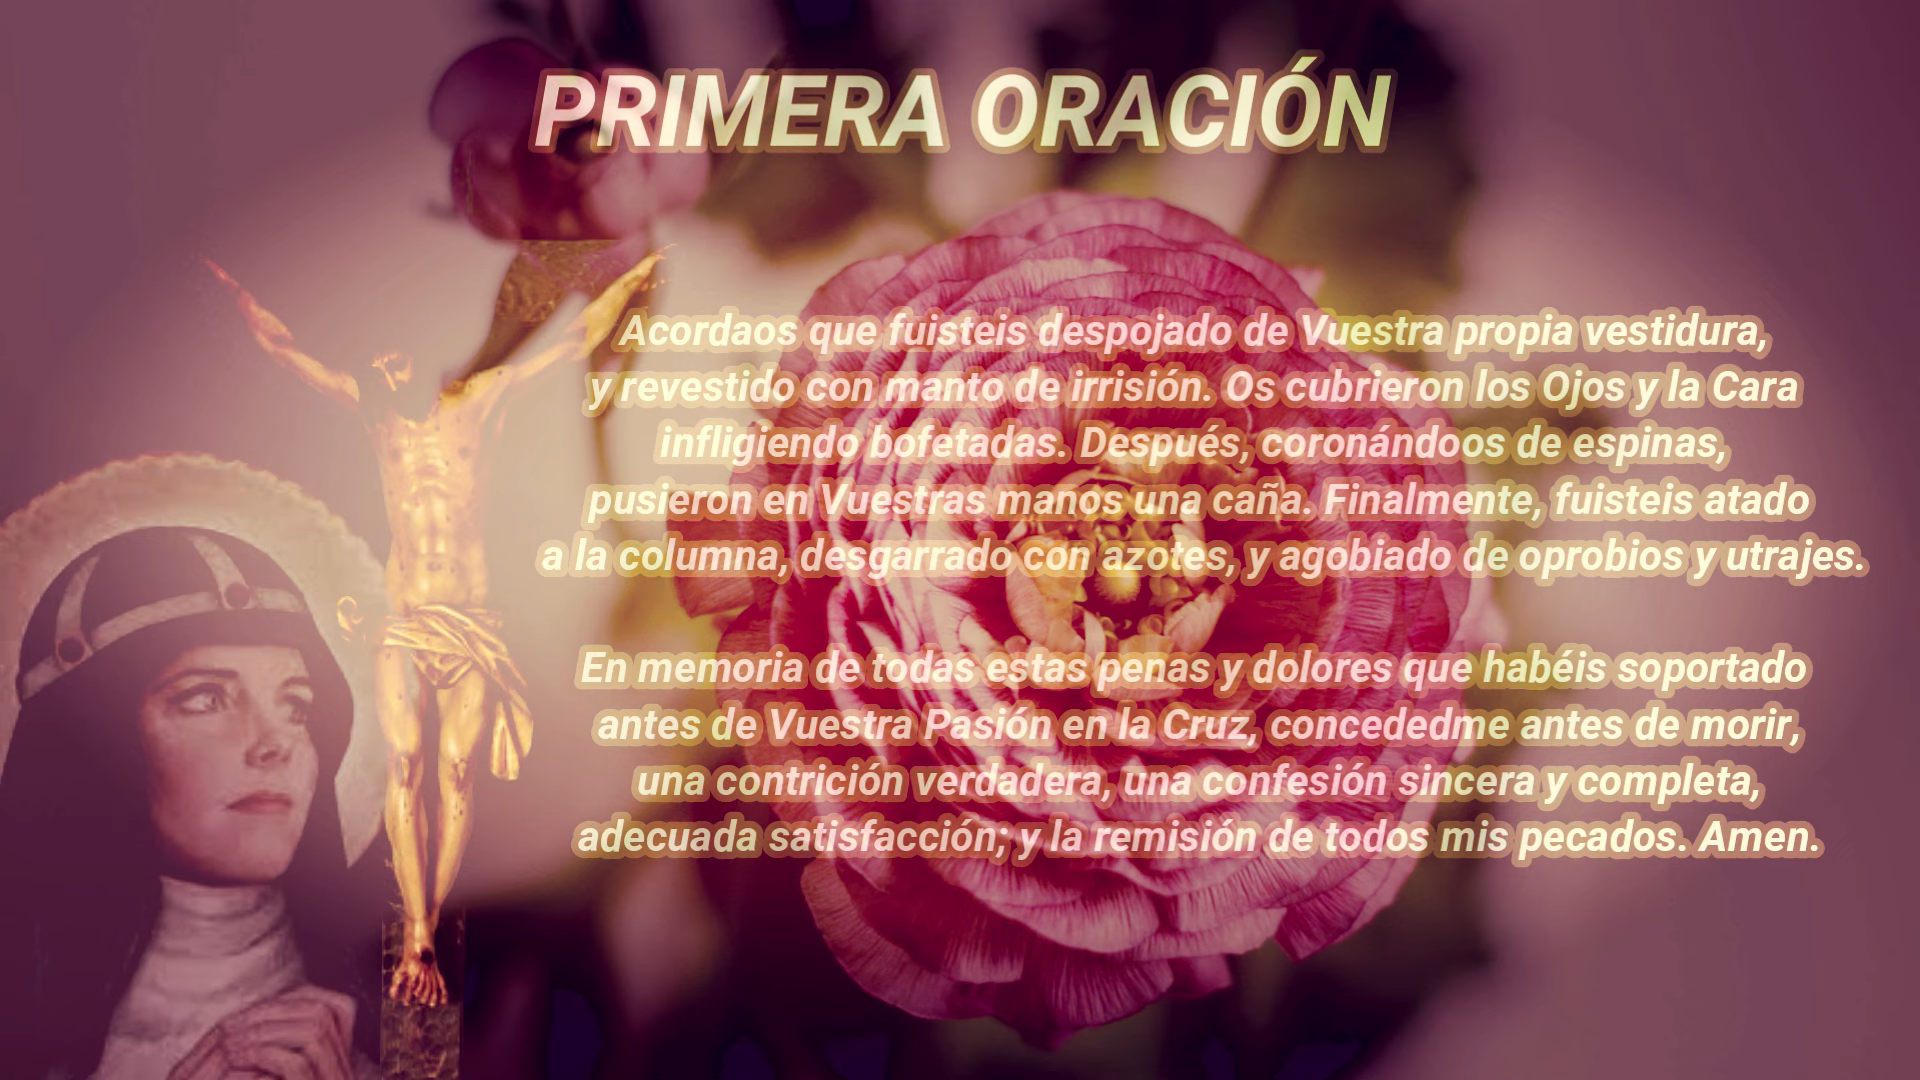 PRIMERA ORACIÓN
Acordaos que fuisteis despojado de Vuestra propia vestidura,
y revestido con manto de irrisión. Os cubrieron los Ojos y la Cara
infligiendo bofetadas. Después, coronándoos de espinas,
pusieron en Vuestras manos una caña. Finalmente, fuisteis atado
a la columna, desgarrado con azotes, y agobiado de oprobios y utrajes.
En memoria de todas estas penas y dolores que habéis soportado
antes de Vuestra Pasión en la Cruz, concededme antes de morir,
una contrición verdadera, una confesión sincera y completa,
adecuada satisfacción; y la remisión de todos mis pecados. Amen.